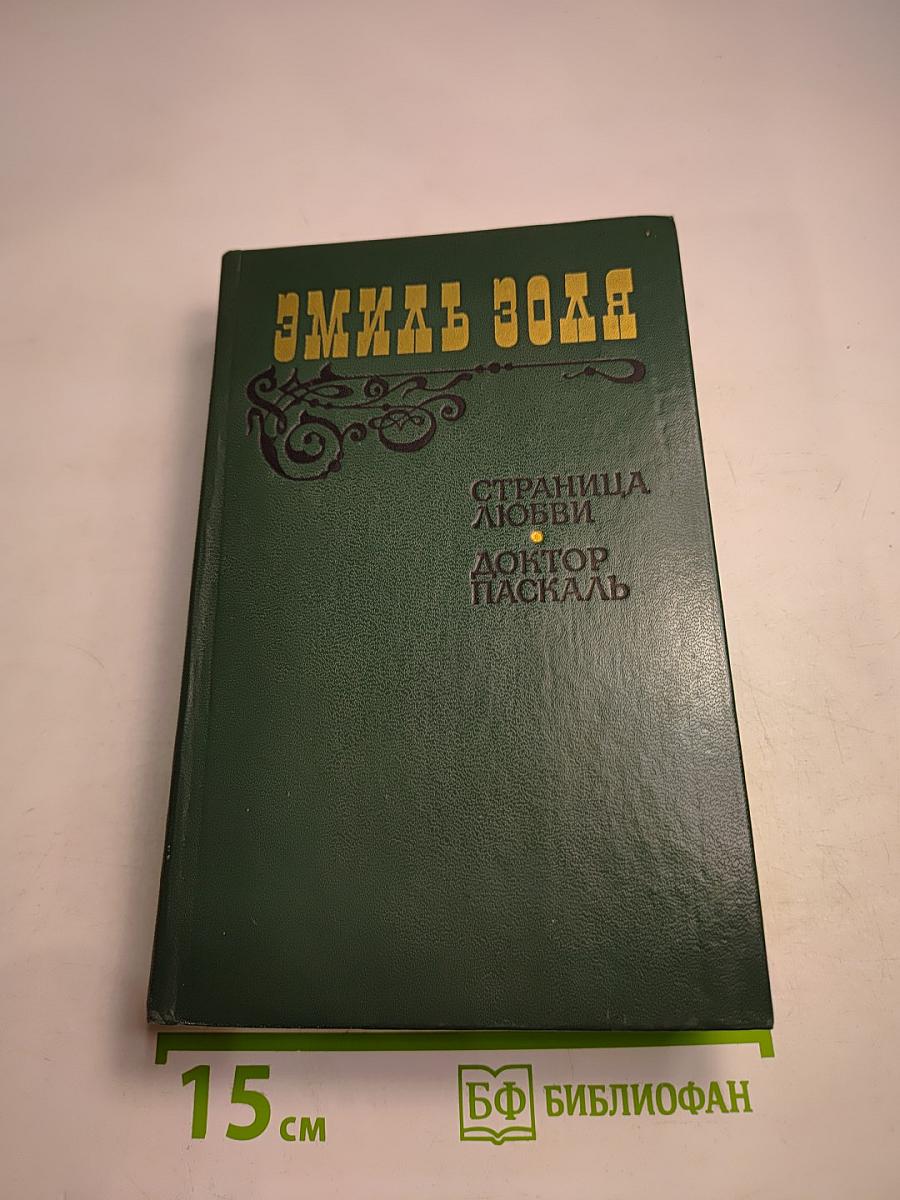 ЭМИЛЬ ЗОЛЯ
СТРАНИЦА
ЛЮБВИ
ДОКТОР
ПАСКАЛЬ
15 см
БФ БИБЛИОФАН